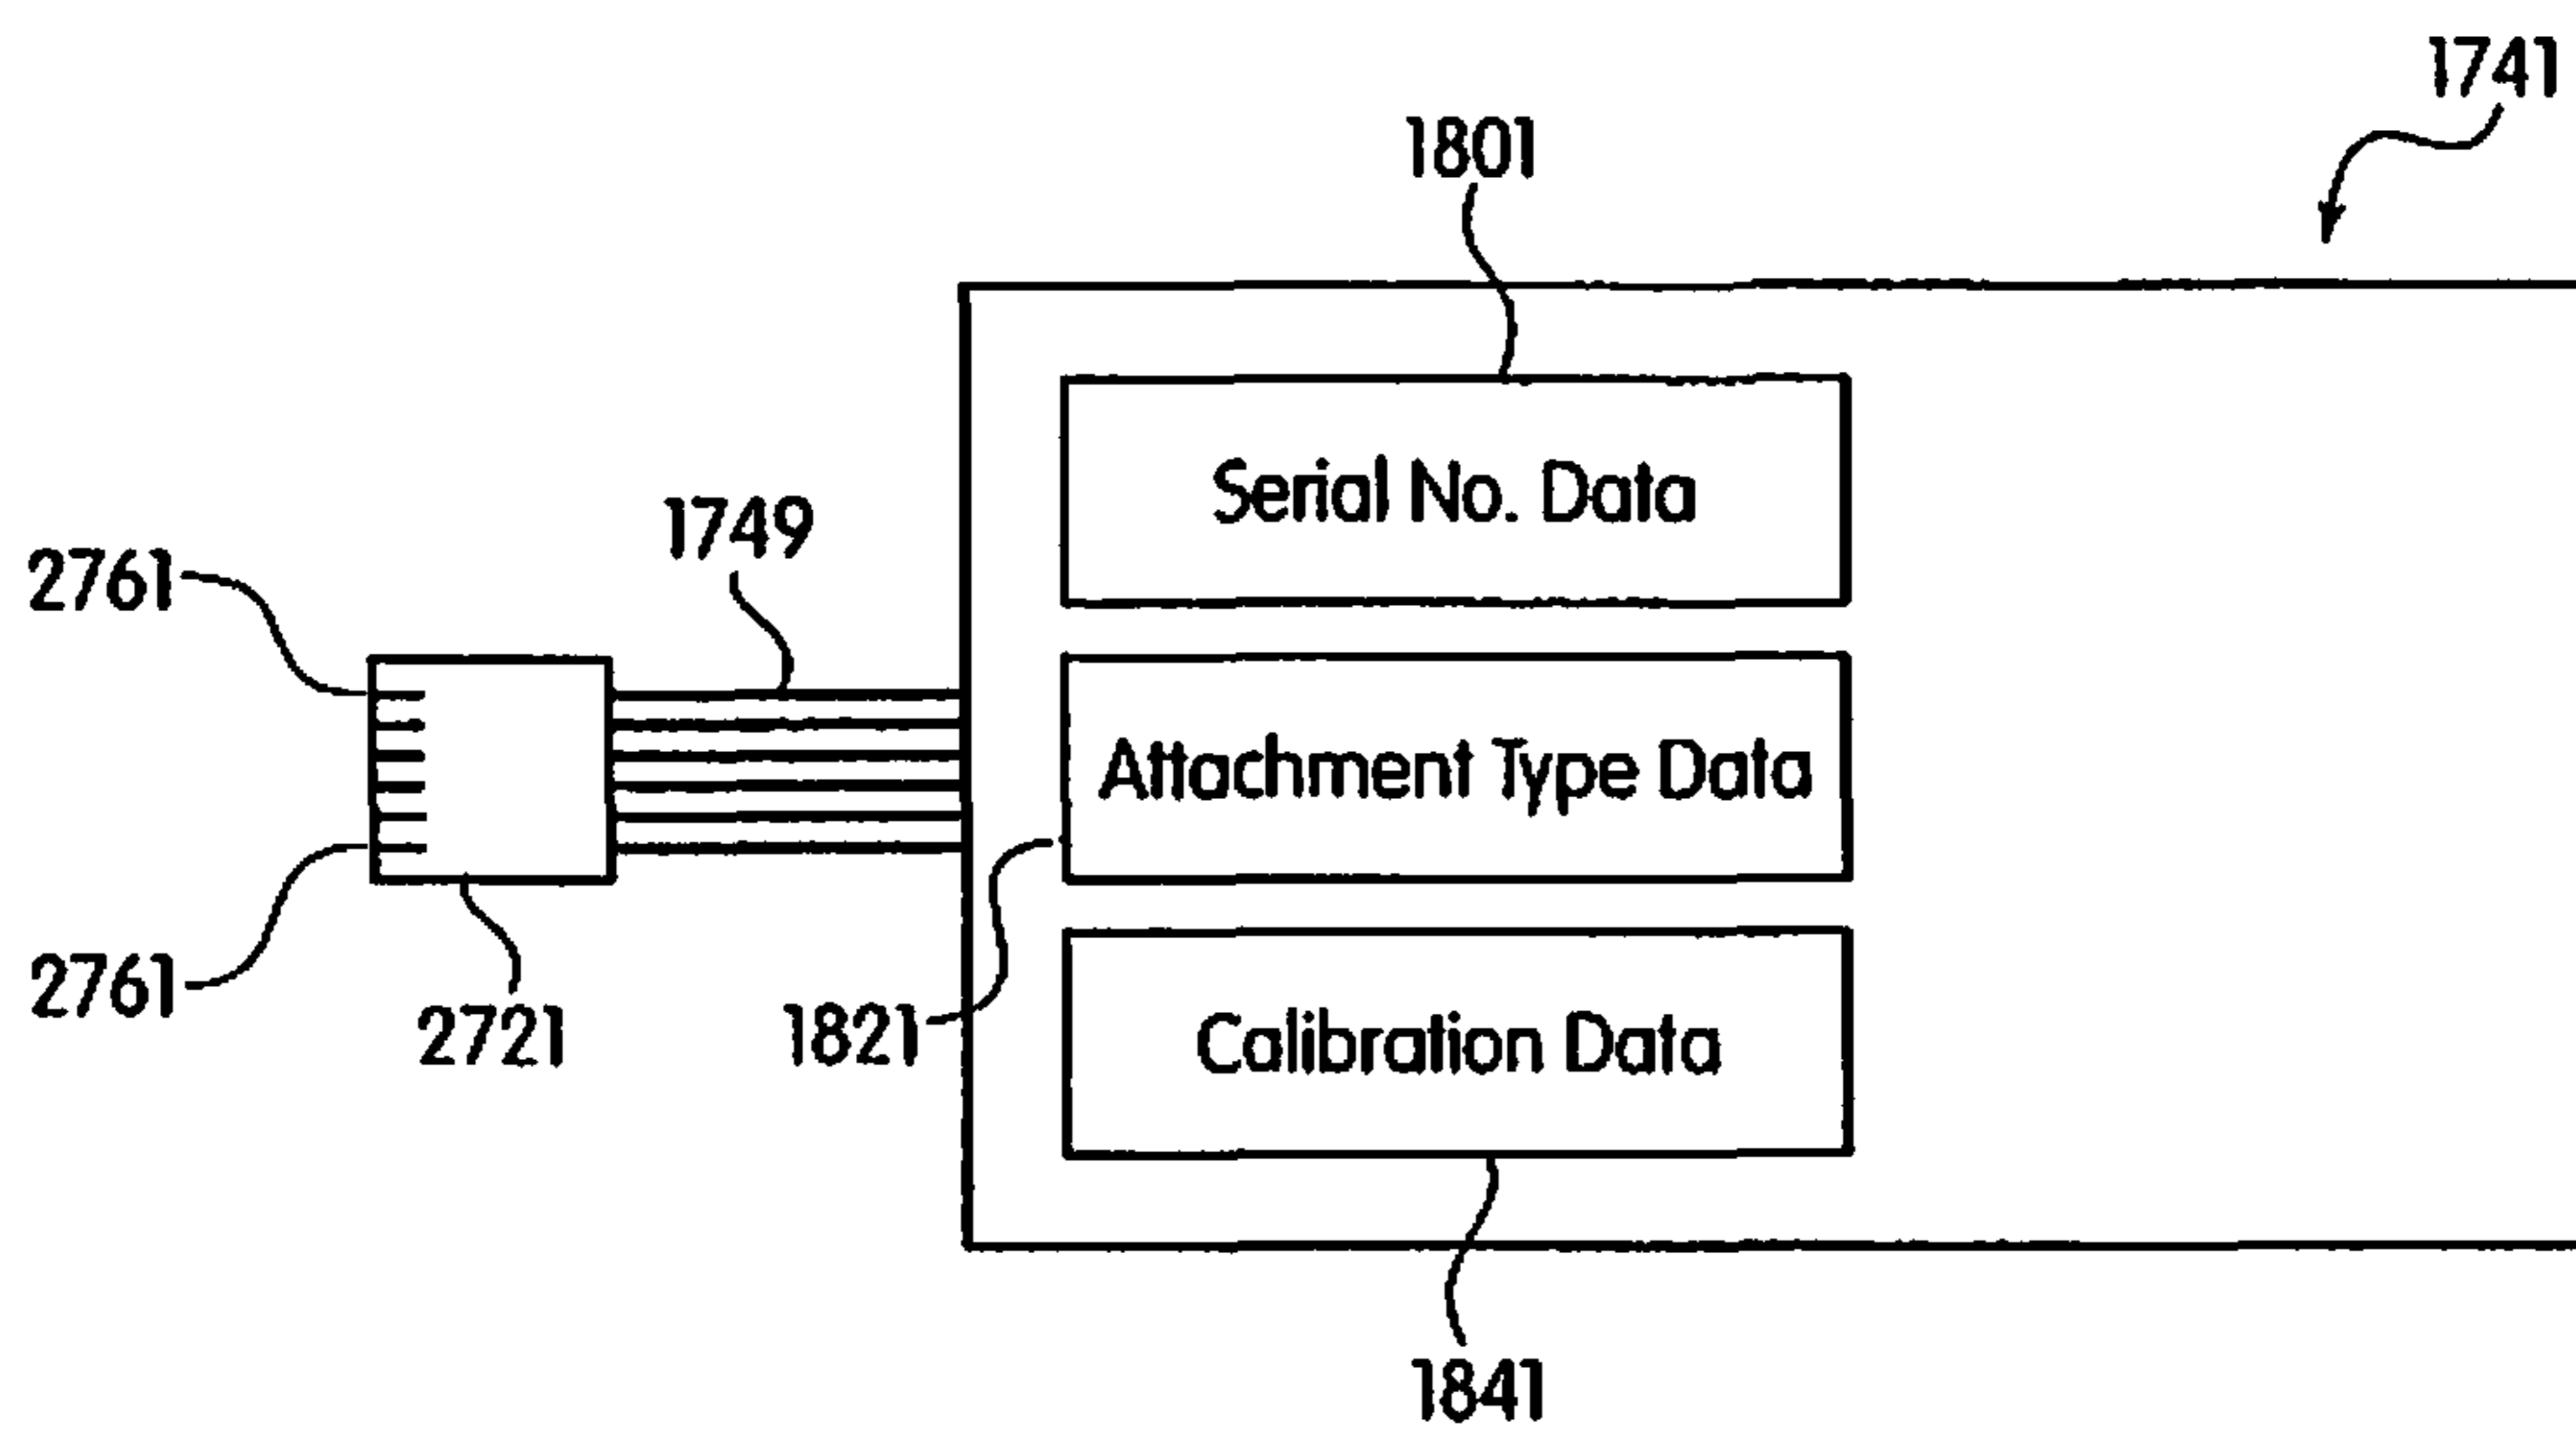 1741
1801
Serial No. Data
1749
2761
Attachment Type Data
2761
2721
1821
Calibration Data
1841